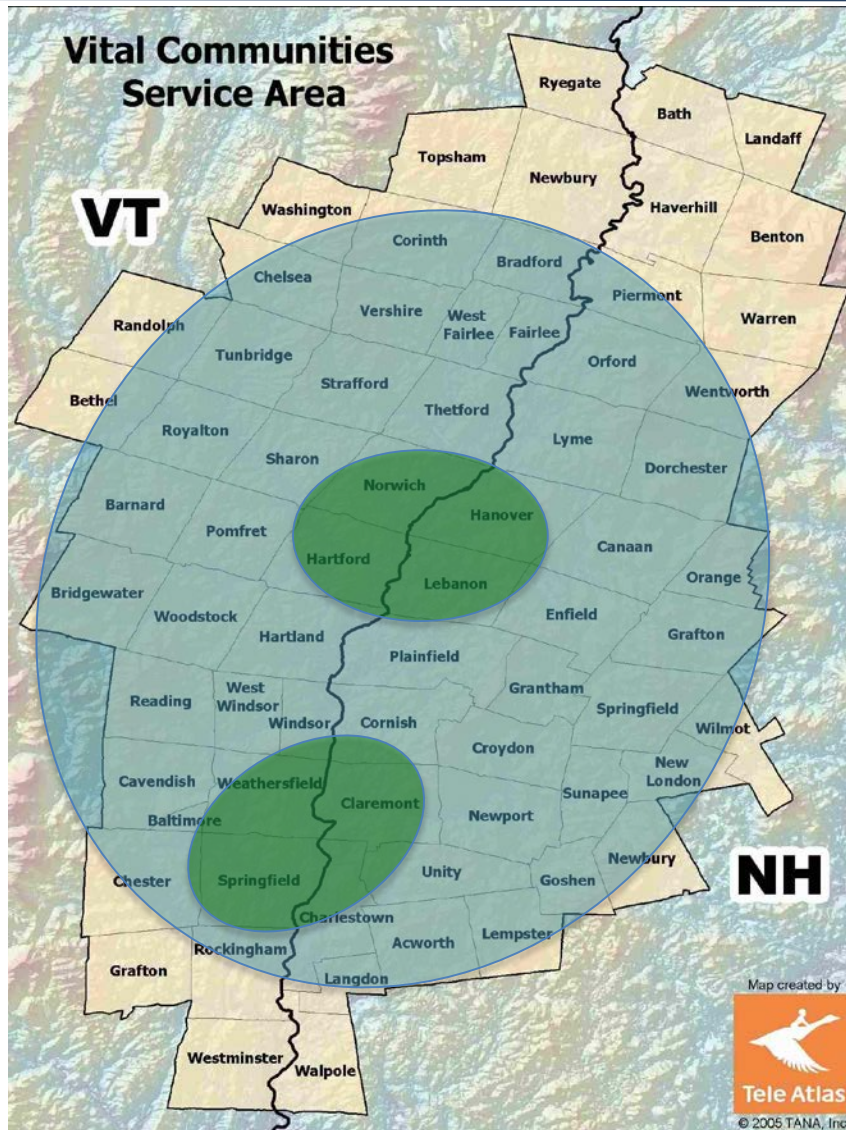 Vital Communities
Service Area
VT
NH
Ryegate
Bath
Landaff
Topsham
Newbury
Washington
Haverhill
Benton
Corinth
Bradford
Chelsea
Piermont
Vershire
West
Fairlee
Fairlee
Warren
Randolph
Tunbridge
Orford
Strafford
Wentworth
Bethel
Thetford
Royalton
Lyme
Sharon
Dorchester
Norwich
Barnard
Hanover
Pomfret
Canaan
Hartford
Lebanon
Orange
Bridgewater
Woodstock
Enfield
Hartland
Grafton
Plainfield
Reading
West
Windsor
Grantham
Windsor
Cornish
Springfield
Wilmot
Croydon
Cavendish
Weathersfield
New
London
Sunapee
Claremont
Baltimore
Newport
Chester
Springfield
Unity
Goshen
Newbury
Charlestown
Rockingham
Acworth
Lempster
Grafton
Langdon
Westminster
Walpole
Map created by
Tele Atlas
© 2005 TANA, Inc